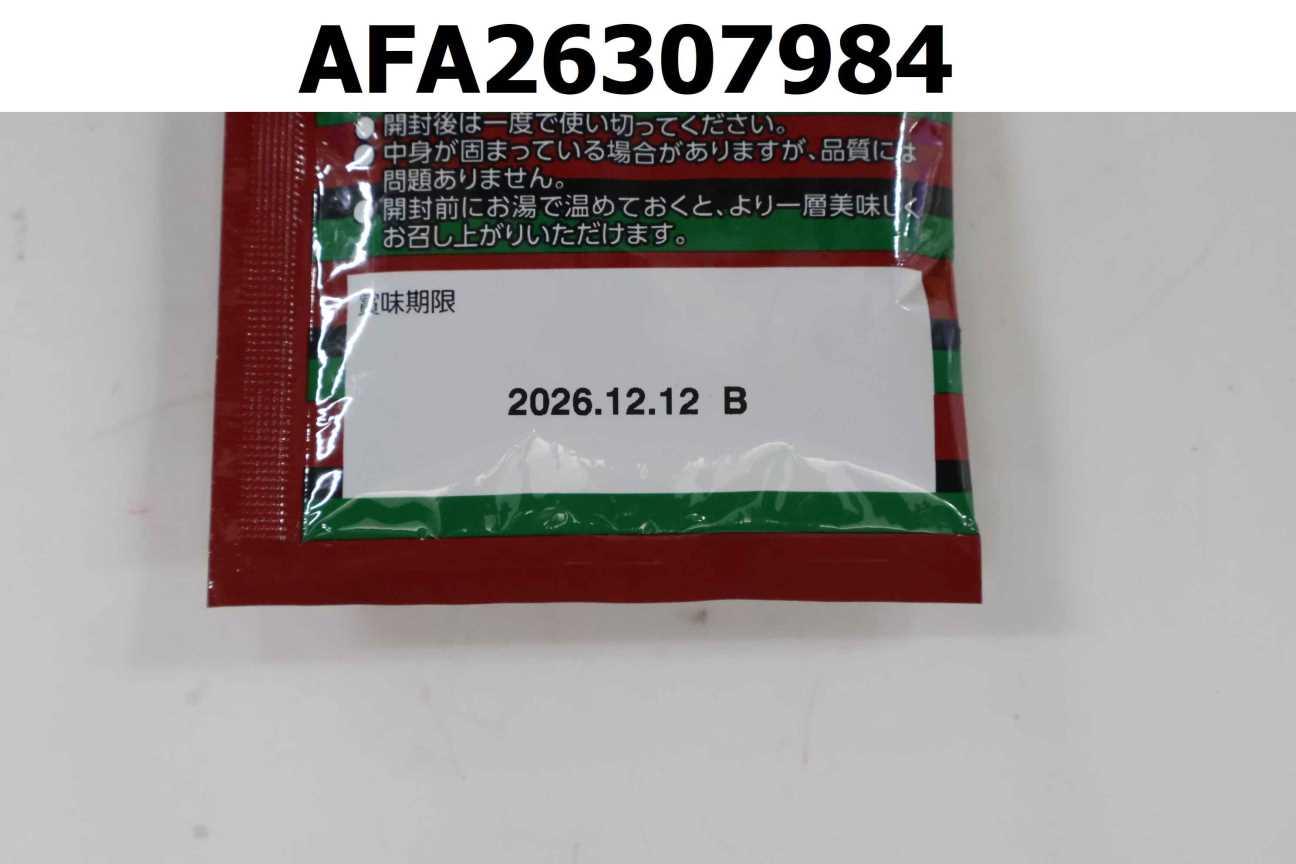 AFA26307984
● 開封後は一度で使い切ってください。
● 中身が固まっている場合がありますが、品質には
問題ありません。
● 開封前にお湯で温めておくと、より一層美味しく
お召し上がりいただけます。
賞味期限
2026.12.12 B